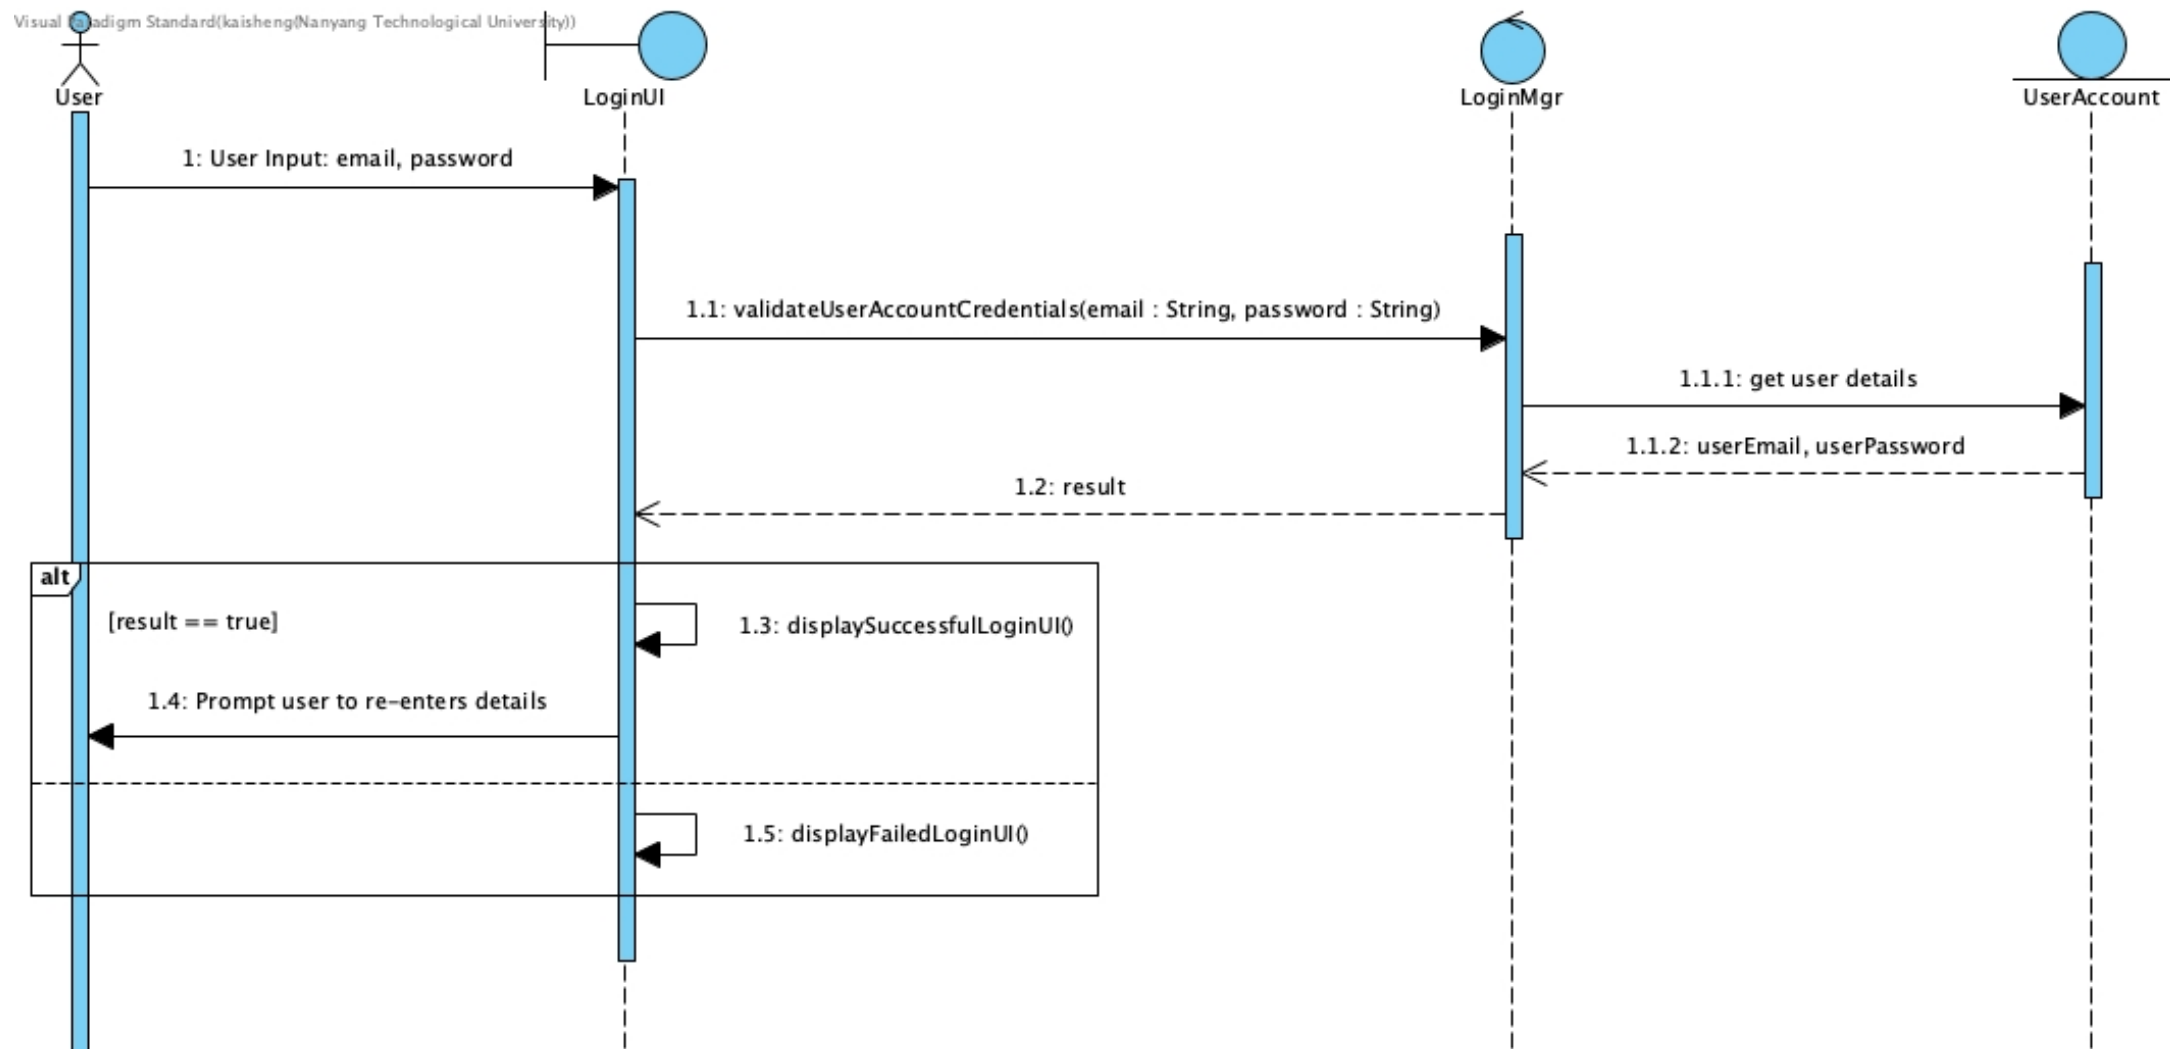 Visual Paradigm Standard(kaisheng(Nanyang Technological University))
User
LoginUI
LoginMgr
UserAccount
1: User Input: email, password
1.1: validateUserAccountCredentials(email : String, password : String)
1.1.1: get user details
1.1.2: userEmail, userPassword
1.2: result
alt
[result == true]
1.3: displaySuccessfulLoginUI()
1.4: Prompt user to re-enters details
1.5: displayFailedLoginUI()